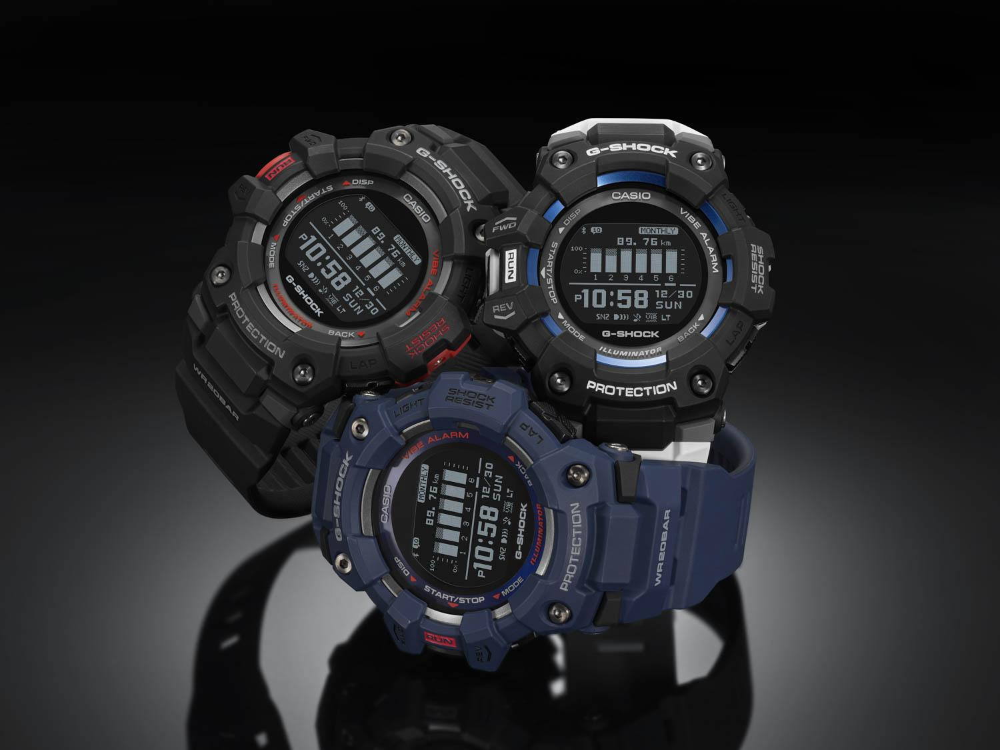 FWD
RUN
G-SHOCK
START/STOP
DISP
CASIO
100
0%
1 2 3 4 5 6
MONTHLY
89.76 km
P10:58
12/30
SUN
SNZ VIB LT
G-SHOCK
MODE
VIBE ALARM
ILLUMINATOR
BACK
LIGHT
SHOCK
RESIST
LAP
PROTECTION
WR20BAR
G-SHOCK
CASIO
DISP
VIBE ALARM
FWD
RUN
REV
START/STOP
10
MONTHLY
89.76 km
100
0%
1 2 3 4 5 6
P10:58 12/30
SUN
SNZ VIB LT
G-SHOCK
MODE
BACK
ILLUMINATOR
LIGHT
SHOCK
RESIST
LAP
PROTECTION
LIGHT
SHOCK
RESIST
LAP
VIBE ALARM
BACK
G-SHOCK
CASIO
MONTHLY
89.76 km
10
100
0%
1 2 3 4 5 6
P10:58
12/30
SUN
SNZ VIB LT
G-SHOCK
ILLUMINATOR
DISP
START/STOP
MODE
RUN
REV
PROTECTION
WR20BAR